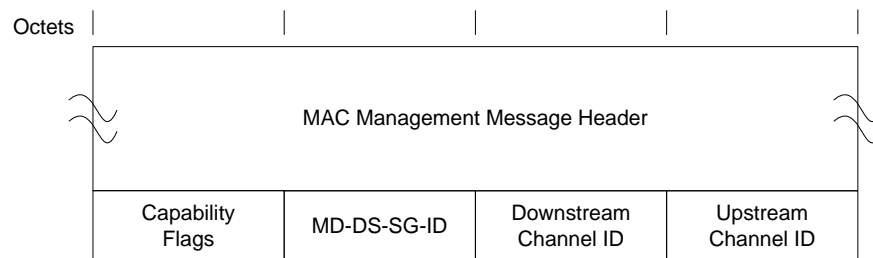 Octets
MAC Management Message Header
Capability
Flags
MD-DS-SG-ID
Downstream
Channel ID
Upstream
Channel ID